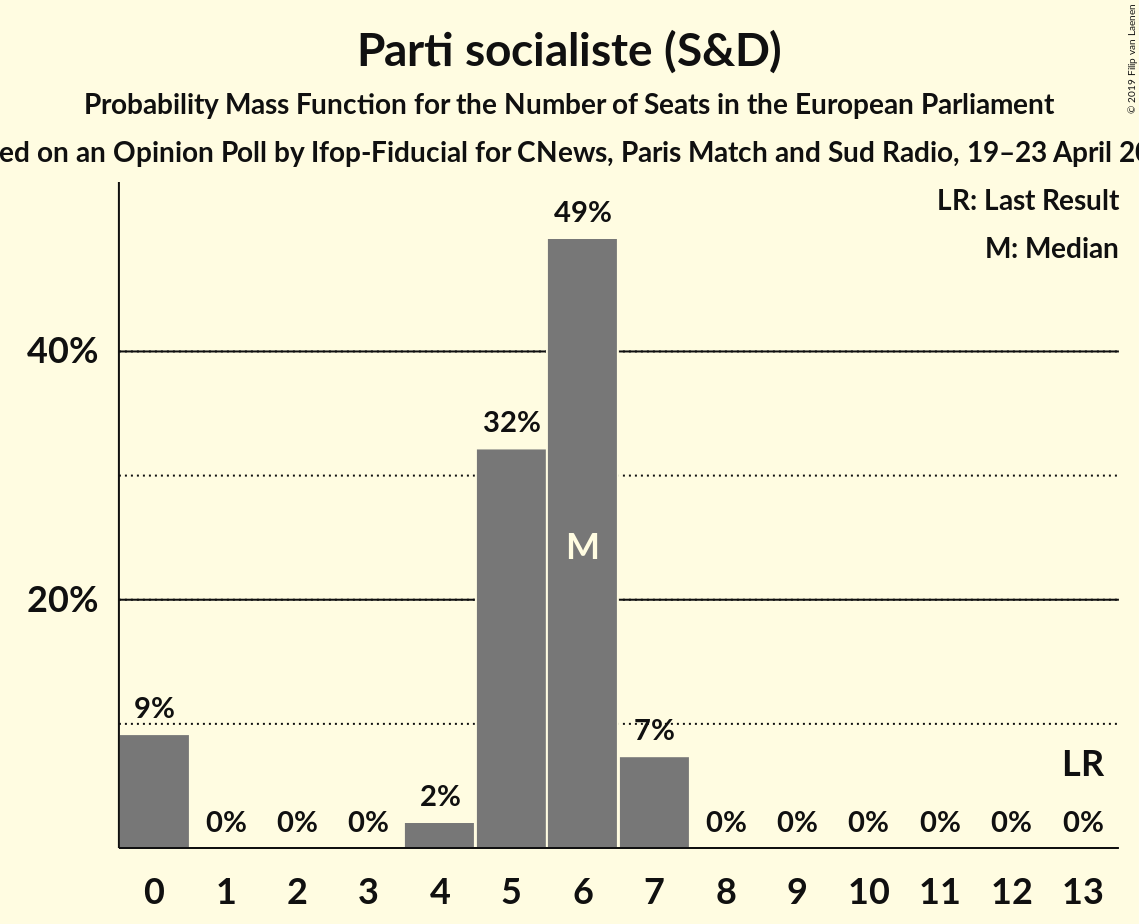 Parti socialiste (S&D)
Probability Mass Function for the Number of Seats in the European Parliament
ed on an Opinion Poll by Ifop-Fiducial for CNews, Paris Match and Sud Radio, 19–23 April 20
© 2019 Filip van Laenen
LR: Last Result
M: Median
49%
40%
32%
M
20%
9%
7%
LR
2%
0% 0% 0% 0% 0% 0% 0% 0% 0%
0 1 2 3 4 5 6 7 8 9 10 11 12 13